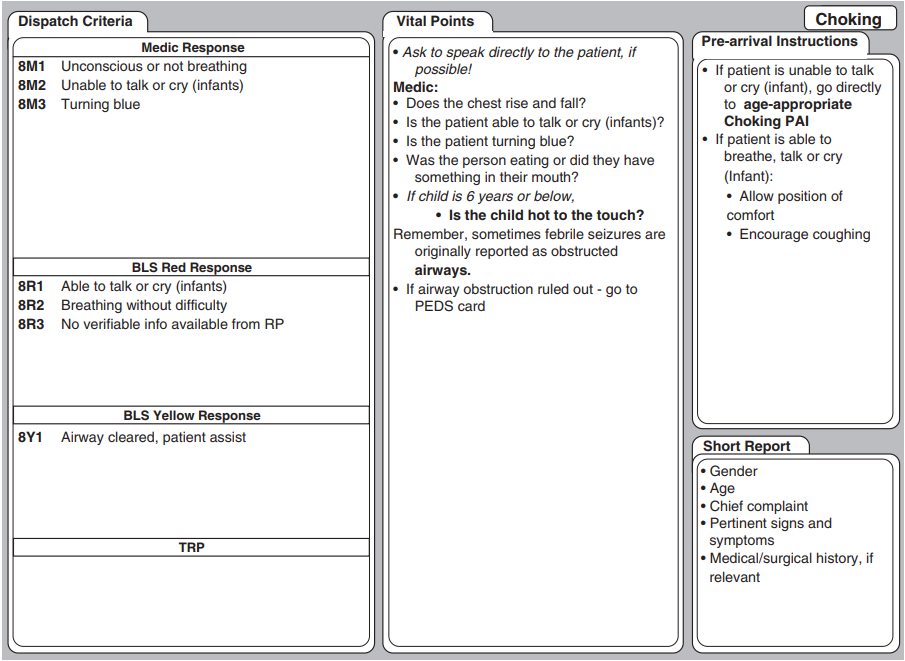 Choking
Dispatch Criteria
Medic Response
8M1 Unconscious or not breathing
8M2 Unable to talk or cry (infants)
8M3 Turning blue
BLS Red Response
8R1 Able to talk or cry (infants)
8R2 Breathing without difficulty
8R3 No verifiable info available from RP
BLS Yellow Response
8Y1 Airway cleared, patient assist
TRP
Vital Points
• Ask to speak directly to the patient, if
possible!
Medic:
• Does the chest rise and fall?
• Is the patient able to talk or cry (infants)?
• Is the patient turning blue?
• Was the person eating or did they have
something in their mouth?
• If child is 6 years or below,
• Is the child hot to the touch?
Remember, sometimes febrile seizures are
originally reported as obstructed
airways.
• If airway obstruction ruled out - go to
PEDS card
Pre-arrival Instructions
• If patient is unable to talk
or cry (infant), go directly
to age-appropriate
Choking PAI
• If patient is able to
breathe, talk or cry
(Infant):
• Allow position of
comfort
• Encourage coughing
Short Report
• Gender
• Age
• Chief complaint
• Pertinent signs and
symptoms
• Medical/surgical history, if
relevant